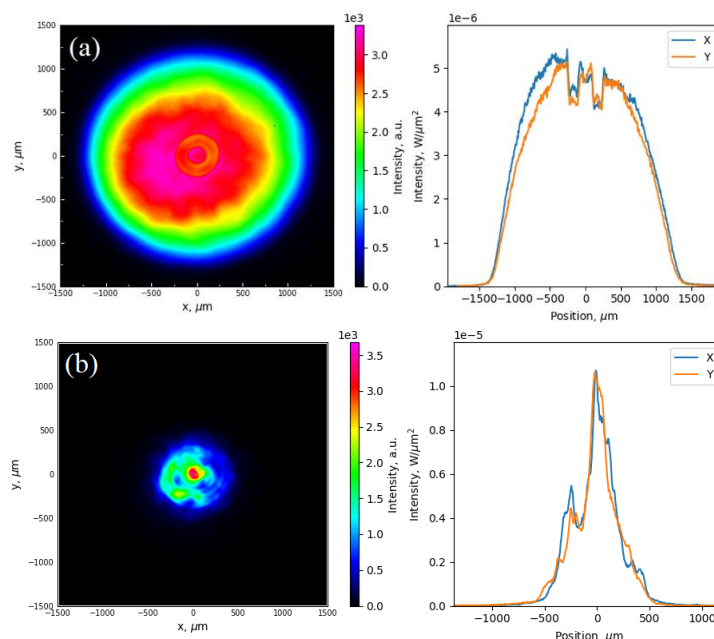 (a)
1e3
1500
1000
500
0
−500
−1000
−1500
y, μm
−1500 −1000 −500 0 500 1000 1500
x, μm
3.0
2.5
2.0
1.5
1.0
0.5
0.0
Intensity, a.u.
1e−6
X
Y
5
4
3
2
1
0
Intensity, W/μm²
−1500 −1000 −500 0 500 1000 1500
Position, μm
(b)
1e3
1500
1000
500
0
−500
−1000
−1500
y, μm
−1500 −1000 −500 0 500 1000 1500
x, μm
3.5
3.0
2.5
2.0
1.5
1.0
0.5
0.0
Intensity, a.u.
1e−5
X
Y
1.0
0.8
0.6
0.4
0.2
0.0
Intensity, W/μm²
−1000 −500 0 500 1000
Position, μm